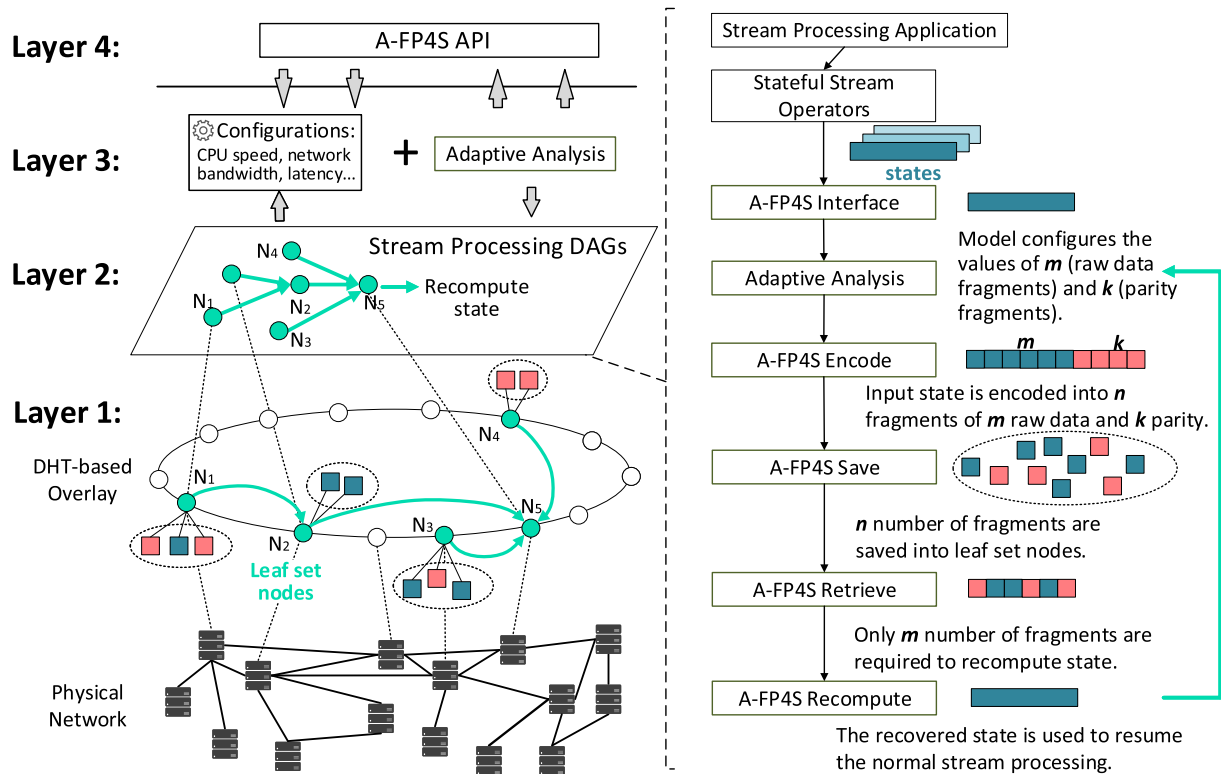 Layer 4:
A-FP4S API
Layer 3:
Configurations:
CPU speed, network
bandwidth, latency...
+
Adaptive Analysis
Layer 2:
Stream Processing DAGs
N4
N1
N2
N5
N3
Recompute
state
Layer 1:
DHT-based
Overlay
N1
N2
N3
N4
N5
Leaf set
nodes
Physical
Network
Stream Processing Application
Stateful Stream
Operators
states
A-FP4S Interface
Model configures the
values of m (raw data
fragments) and k (parity
fragments).
Adaptive Analysis
m
k
A-FP4S Encode
Input state is encoded into n
fragments of m raw data and k parity.
A-FP4S Save
n number of fragments are
saved into leaf set nodes.
A-FP4S Retrieve
Only m number of fragments are
required to recompute state.
A-FP4S Recompute
The recovered state is used to resume
the normal stream processing.